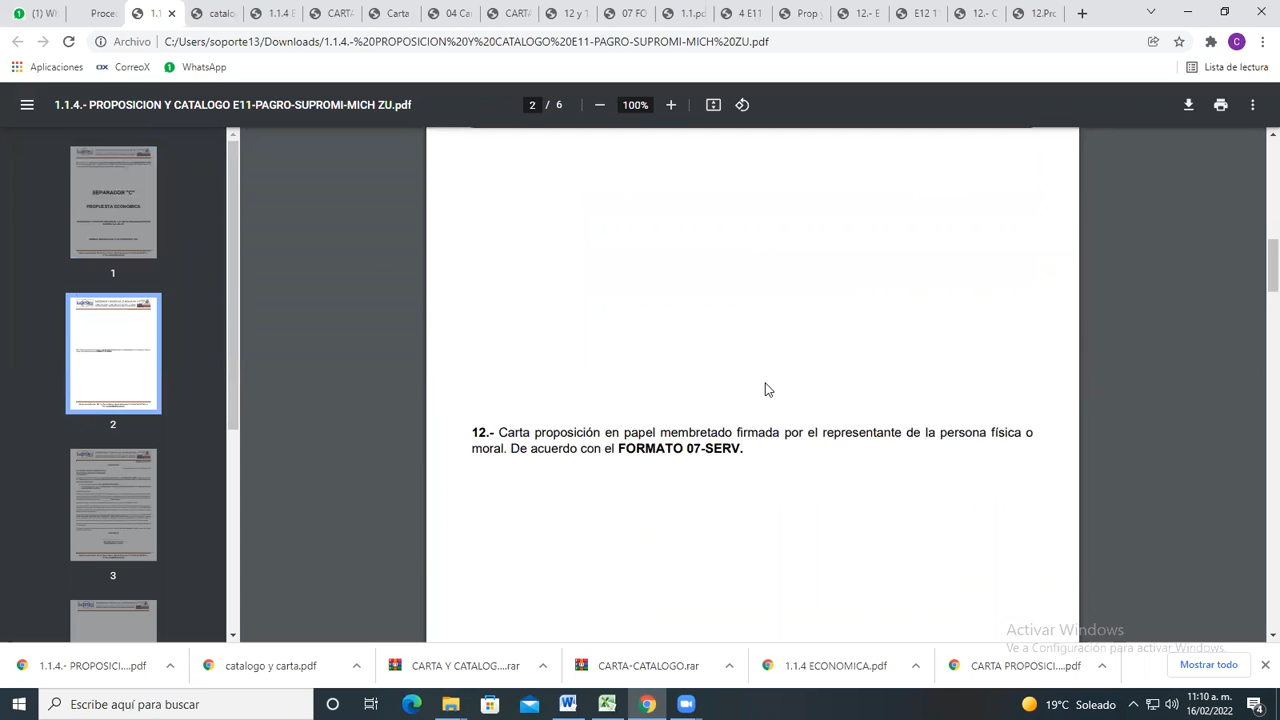 (Wh
Proce
1.1
catalo
1.1.4 E
CARTA
Carta
04 Car
CARTA
12 y 1
07 FO
1.1.pd
4 E11
Prop y
12.- E
E12 1
12.- C
12.Pro
Archivo
C:/Users/soporte13/Downloads/1.1.4.-%20PROPOSICION%20Y%20CATALOGO%20E11-PAGRO-SUPROMI-MICH%20ZU.pdf
Aplicaciones
CorreoX
WhatsApp
Lista de lectura
1.1.4.- PROPOSICION Y CATALOGO E11-PAGRO-SUPROMI-MICH ZU.pdf
2 / 6
100%
SEPARADOR "C"
PROPUESTA ECONOMICA
1
2
3
12.- Carta proposición en papel membretado firmada por el representante de la persona física o
moral. De acuerdo con el FORMATO 07-SERV.
Activar Windows
Ve a Configuración para activar Windows.
1.1.4.- PROPOSICI....pdf
catalogo y carta.pdf
CARTA Y CATALOG....rar
CARTA-CATALOGO.rar
1.1.4 ECONOMICA.pdf
CARTA PROPOSICI....pdf
Mostrar todo
Escribe aquí para buscar
19°C Soleado
11:10 a. m.
16/02/2022
4